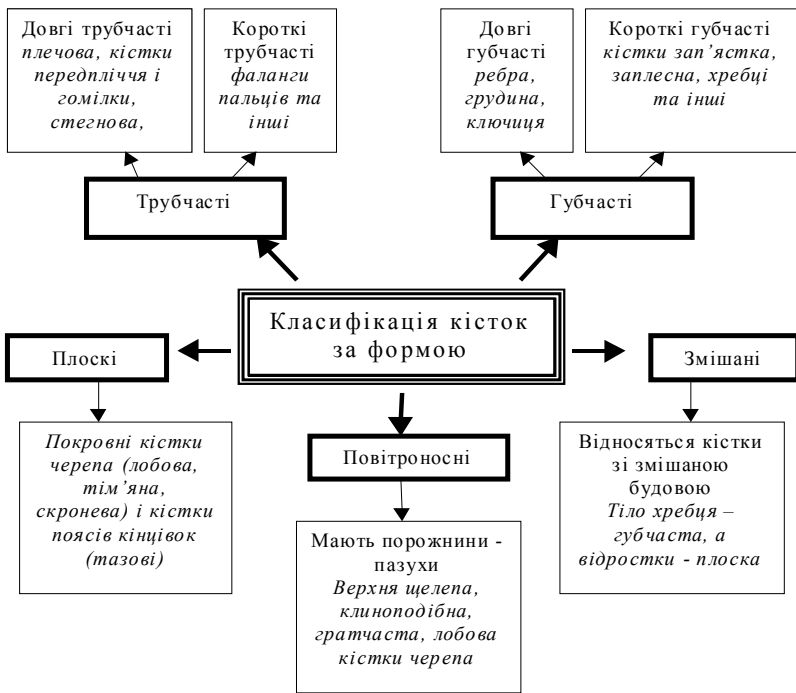 Довгі трубчасті
плечова, кістки
передпліччя і
гомілки,
стегнова,
Короткі
трубчасті
фаланги
пальців та
інші
Довгі
губчасті
ребра,
грудина,
ключиця
Короткі губчасті
кістки зап’ястка,
заплесна, хребці
та інші
Трубчасті
Губчасті
Класифікація кісток
за формою
Плоскі
Змішані
Повітроносні
Покровні кістки
черепа (лобова,
тім’яна,
скронева) і кістки
поясів кінцівок
(тазові)
Мають порожнини -
пазухи
Верхня щелепа,
клиноподібна,
гратчаста, лобова
кістки черепа
Відносяться кістки
зі змішаною
будовою
Тіло хребця –
губчаста, а
відростки - плоска